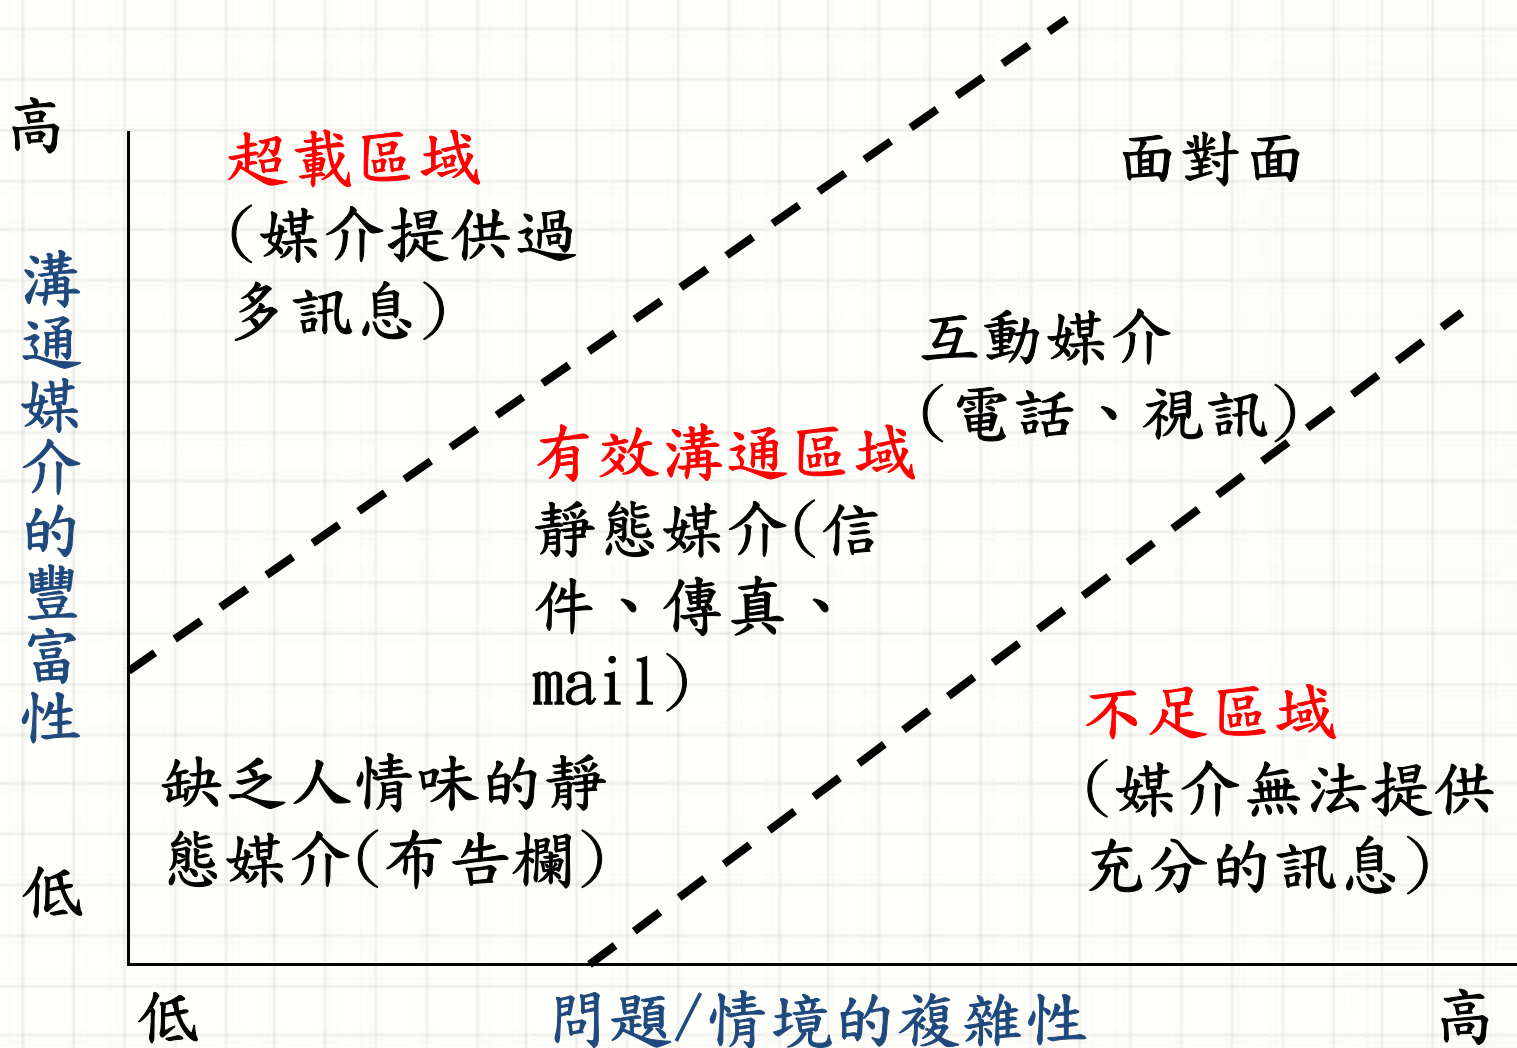 高
溝通媒介的豐富性
低
超載區域
(媒介提供過
多訊息)
面對面
互動媒介
(電話、視訊)
有效溝通區域
靜態媒介(信
件、傳真、
mail)
缺乏人情味的靜
態媒介(布告欄)
不足區域
(媒介無法提供
充分的訊息)
低
問題/情境的複雜性
高